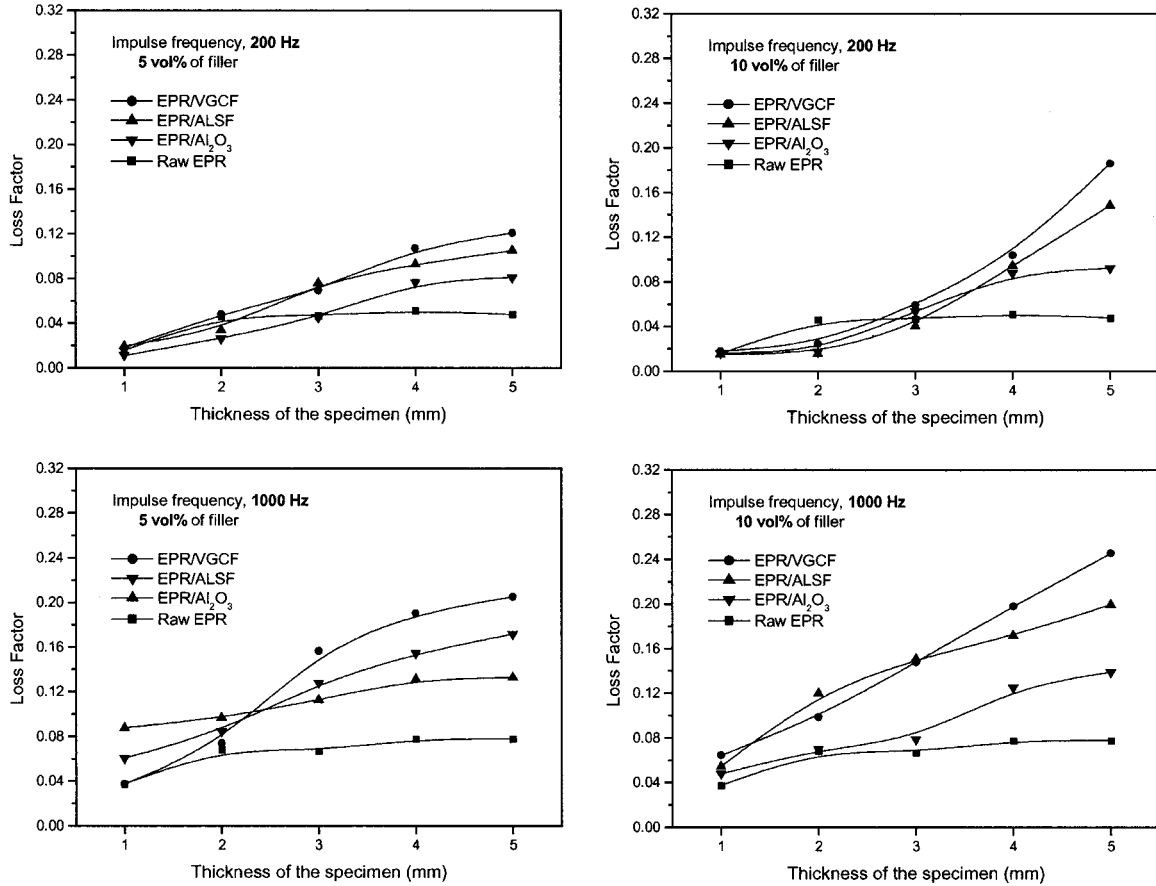 0.32
0.28
0.24
0.20
0.16
0.12
0.08
0.04
0.00
Loss Factor
Impulse frequency, 200 Hz
5 vol% of filler
EPR/VGCF
EPR/ALSF
EPR/Al₂O₃
Raw EPR
1 2 3 4 5
Thickness of the specimen (mm)
0.32
0.28
0.24
0.20
0.16
0.12
0.08
0.04
0.00
Loss Factor
Impulse frequency, 200 Hz
10 vol% of filler
EPR/VGCF
EPR/ALSF
EPR/Al₂O₃
Raw EPR
1 2 3 4 5
Thickness of the specimen (mm)
0.32
0.28
0.24
0.20
0.16
0.12
0.08
0.04
0.00
Loss Factor
Impulse frequency, 1000 Hz
5 vol% of filler
EPR/VGCF
EPR/ALSF
EPR/Al₂O₃
Raw EPR
1 2 3 4 5
Thickness of the specimen (mm)
0.32
0.28
0.24
0.20
0.16
0.12
0.08
0.04
0.00
Loss Factor
Impulse frequency, 1000 Hz
10 vol% of filler
EPR/VGCF
EPR/ALSF
EPR/Al₂O₃
Raw EPR
1 2 3 4 5
Thickness of the specimen (mm)